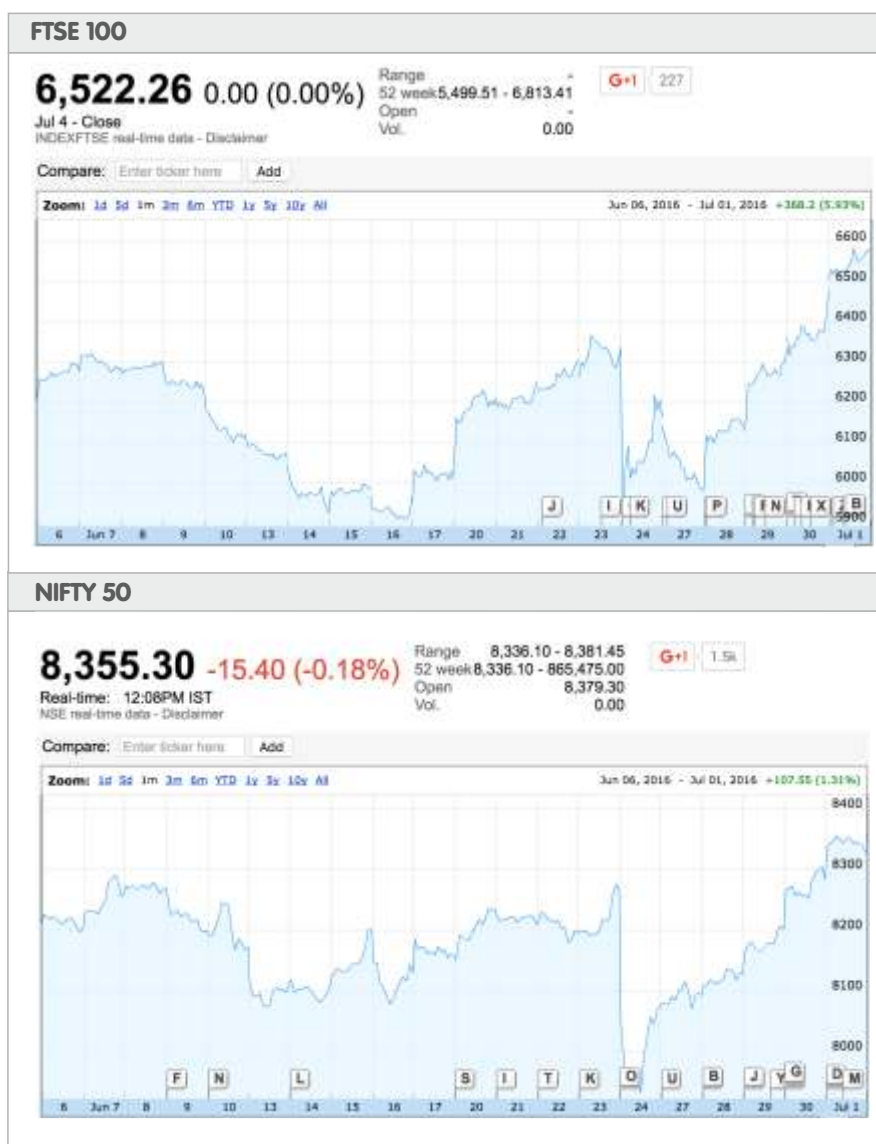 FTSE 100
6,522.26 0.00 (0.00%)
Jul 4 - Close
INDEXFTSE real-time data - Disclaimer
Range -
52 week 5,499.51 - 6,813.41
Open -
Vol. 0.00
G+1 227
Compare: Enter ticker here Add
Zoom: 1d 5d 1m 3m 6m YTD 1y 5y 10y All Jun 06, 2016 - Jul 01, 2016 +368.2 (5.93%)
6600
6500
6400
6300
6200
6100
6000
5900
J I K U P F N I X J B
6 Jun 7 8 9 10 13 14 15 16 17 20 21 22 23 24 27 28 29 30 Jul 1
NIFTY 50
8,355.30 -15.40 (-0.18%)
Real-time: 12:08PM IST
NSE real-time data - Disclaimer
Range 8,336.10 - 8,381.45
52 week 8,336.10 - 865,475.00
Open 8,379.30
Vol. 0.00
G+1 1.5k
Compare: Enter ticker here Add
Zoom: 1d 5d 1m 3m 6m YTD 1y 5y 10y All Jun 06, 2016 - Jul 01, 2016 +107.55 (1.31%)
8400
8300
8200
8100
8000
F N L S I T K O U B J Y G D M
6 Jun 7 8 9 10 13 14 15 16 17 20 21 22 23 24 27 28 29 30 Jul 1